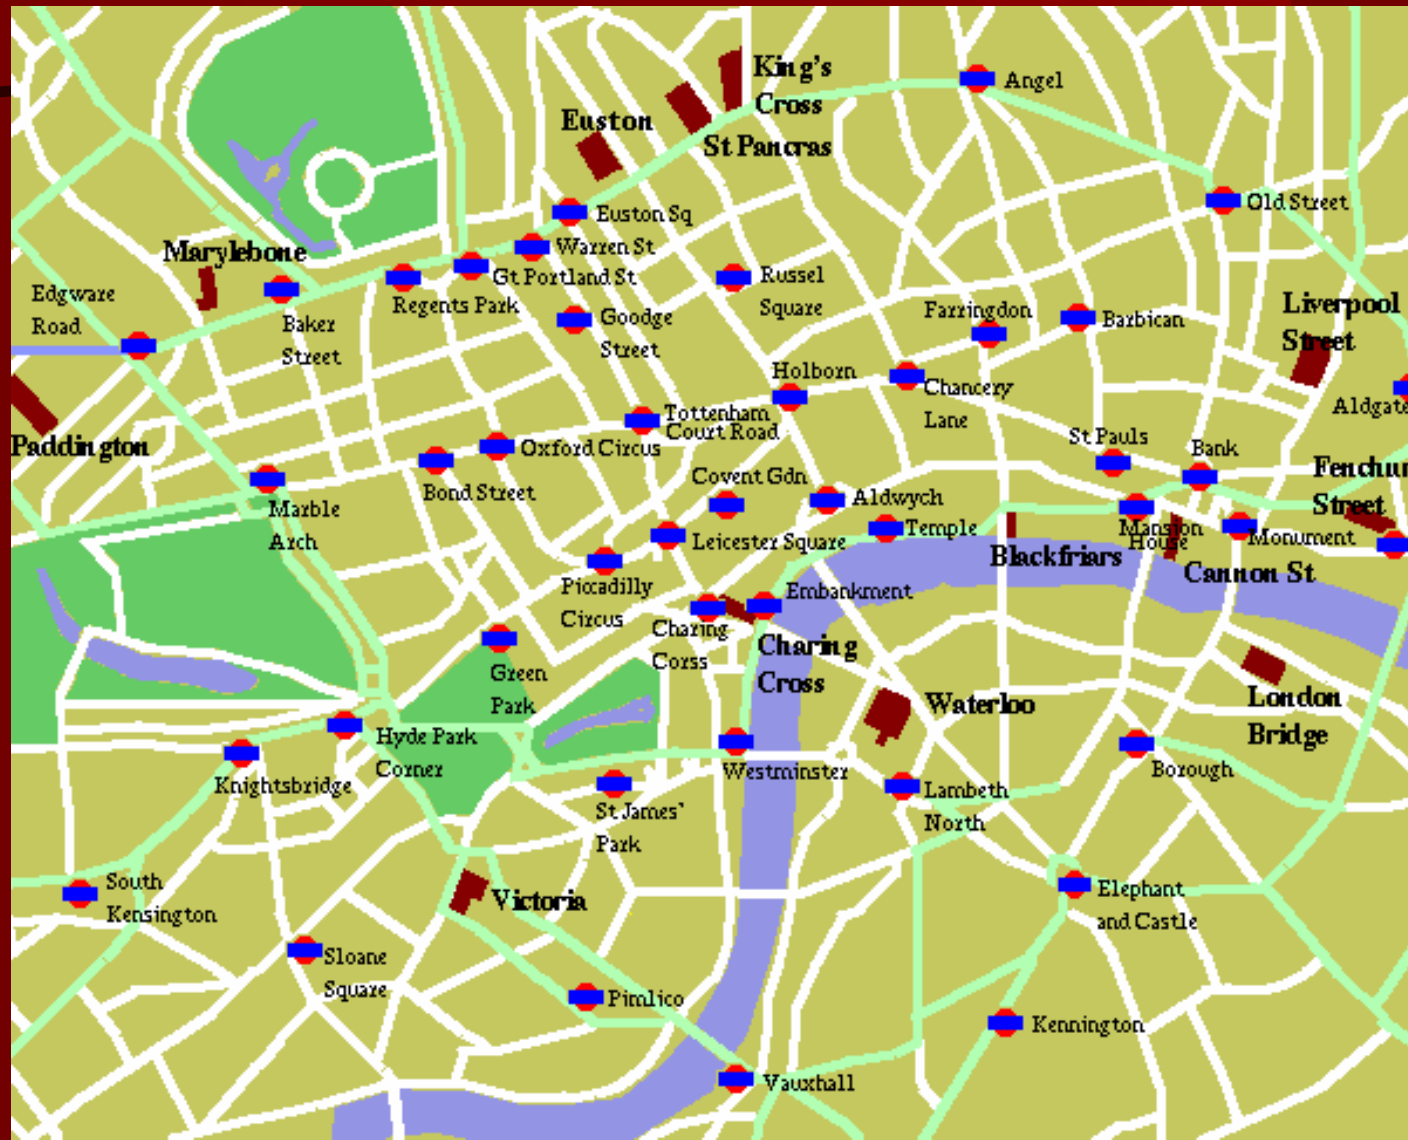 King's
Cross
Angel
Euston
St Pancras
Old Street
Euston Sq
Warren St
Marylebone
Gt Portland St
Regents Park
Russel
Square
Edgware
Road
Baker
Street
Goodge
Street
Farringdon
Barbican
Liverpool
Street
Holborn
Chancery
Lane
Aldgate
Tottenham
Court Road
Paddington
Oxford Circus
St Pauls
Bank
Bond Street
Covent Gdn
Fenchur
Street
Marble
Arch
Aldwych
Temple
Mansion
House
Monument
Leicester Square
Blackfriars
Cannon St
Piccadilly
Circus
Embankment
Charing
Corss
Charing
Cross
Green
Park
Waterloo
London
Bridge
Hyde Park
Corner
Knightsbridge
Westminster
Borough
St James'
Park
Lambeth
North
South
Kensington
Victoria
Elephant
and Castle
Sloane
Square
Pimlico
Kennington
Vauxhall